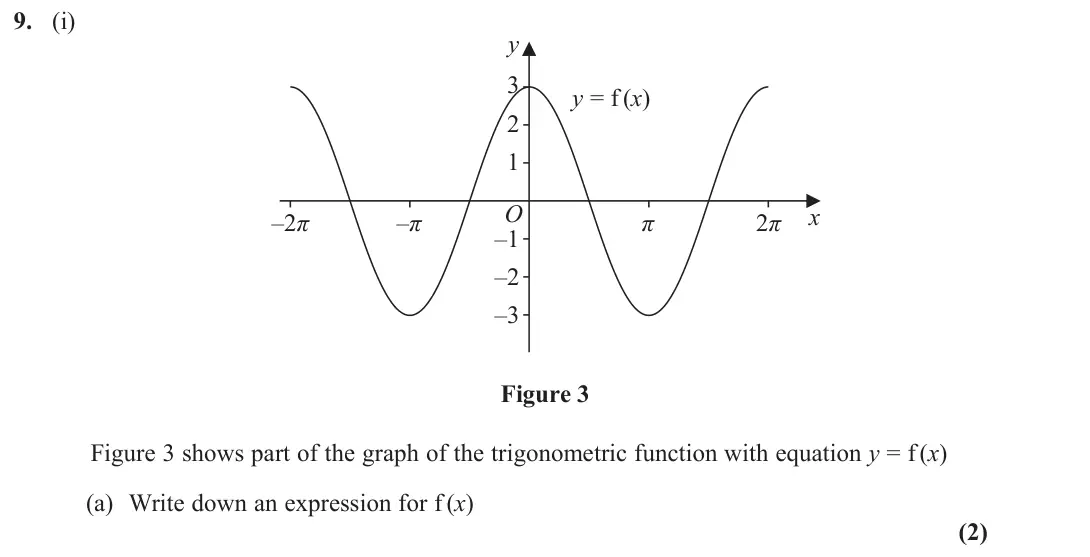 9. (i)
y
3
y = f(x)
2
1
O
–2π –π π 2π x
–1
–2
–3
Figure 3
Figure 3 shows part of the graph of the trigonometric function with equation y = f(x)
(a) Write down an expression for f(x)
(2)